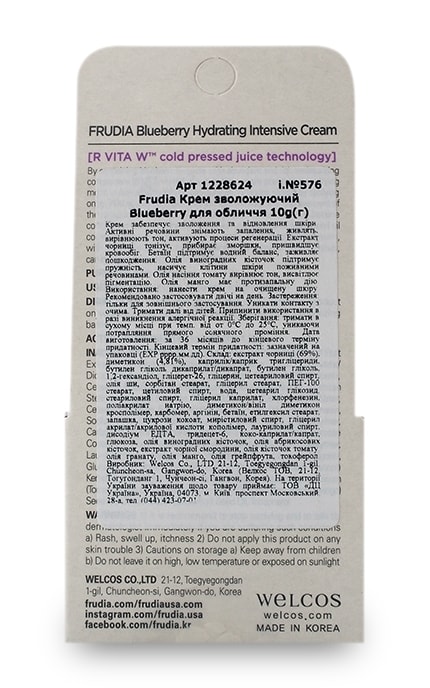 FRUDIA Blueberry Hydrating Intensive Cream
[R VITA W™ cold pressed juice technology]
Арт 1228624 і.№576
Frudia Крем зволожуючий
Blueberry для обличчя 10g(г)
Крем забезпечує зволоження та відновлення шкіри.
Активні речовини знімають запалення, живлять,
вирівнюють тон, активують процеси регенерації. Екстракт
чорниці тонізує, прибирає зморшки, пришвидшує
кровообіг. Бетаїн підтримує водний баланс, заживляє
пошкодження. Олія виноградних кісточок підтримує
пружність, насичує клітини шкіри поживними
речовинами. Олія насіння томату вирівнює тон, висвітлює
пігментацію. Олія манго має протизапальну дію
Використання: нанести крем на очищену шкіру.
Рекомендовано застосовувати двічі на день. Застереження:
тільки для зовнішнього застосування. Уникати контакту з
очима. Тримати далі від дітей. Припинити використання в
разі виникнення алергічної реакції. Зберігання: тримати в
сухому місці при темп. від 0°C до 25°C, уникаючи
потрапляння прямого сонячного проміння. Дата
виготовлення: за 36 місяців до кінцевого терміну
придатності. Кінцевий термін придатності: зазначений на
упаковці (EXP рррр.мм.дд). Склад: екстракт чорниці (69%),
диметикон (4,81%), каприлік/каприк тригліцериди,
бутилен гліколь дикаприлат/дикапрат, бутилен гліколь,
1,2-гександіол, гліцерет-26, гліцерин, цетеариловий спирт,
олія ши, сорбітан стеарат, гліцерил стеарат, ПЕГ-100
стеарат, цетиловий спирт, вода, цетеарил глюкозид,
стеариловий спирт, гліцерил каприлат, хлорфенезин,
поліакрилат натрію, диметикон/вініл диметикон
кросполімер, карбомер, аргінін, бетаїн, етилгексил стеарат,
запашка, цукрози кокоат, миристиловий спирт, гліцерил
акрилат/акрилової кислоти кополімер, лауриловий спирт,
дисодіум ЕДТА, тридецет-6, коко-каприлат/капрат,
глюкоза, олія виноградних кісточок, олія абрикосових
кісточок, екстракт чорної смородини, олія кісточок томату
олія гранату, олія манго, олія грейпфрута, токоферол
Виробник: Welcos Co., LTD 21-12, Toegyegongdan 1-gil
Chuncheon-si, Gangwon-do, Korea (Велкос ТОВ, 21-12,
Тогугонданг 1, Чуйчеон-si, Гангвон, Корея). На території
України зауваження щодо товару приймає: ТОВ «ДЦ
Україна», Україна, 04073, м Київ проспект Московський
28-а, тел (044) 423-07-0
dermatologist immediately if you are suffering such conditions
a) Rash, swell up, itchness 2) Do not apply this product on any
skin trouble 3) Cautions on storage a) Keep away from children
b) Do not leave it on high, low temperature or exposed on sunlight
WELCOS CO.,LTD 21-12, Toegyegongdan
1-gil, Chuncheon-si, Gangwon-do, Korea
frudia.com/frudiausa.com
instagram.com/frudia_usa
facebook.com/frudia.kr
WELCOS
welcos.com
MADE IN KOREA